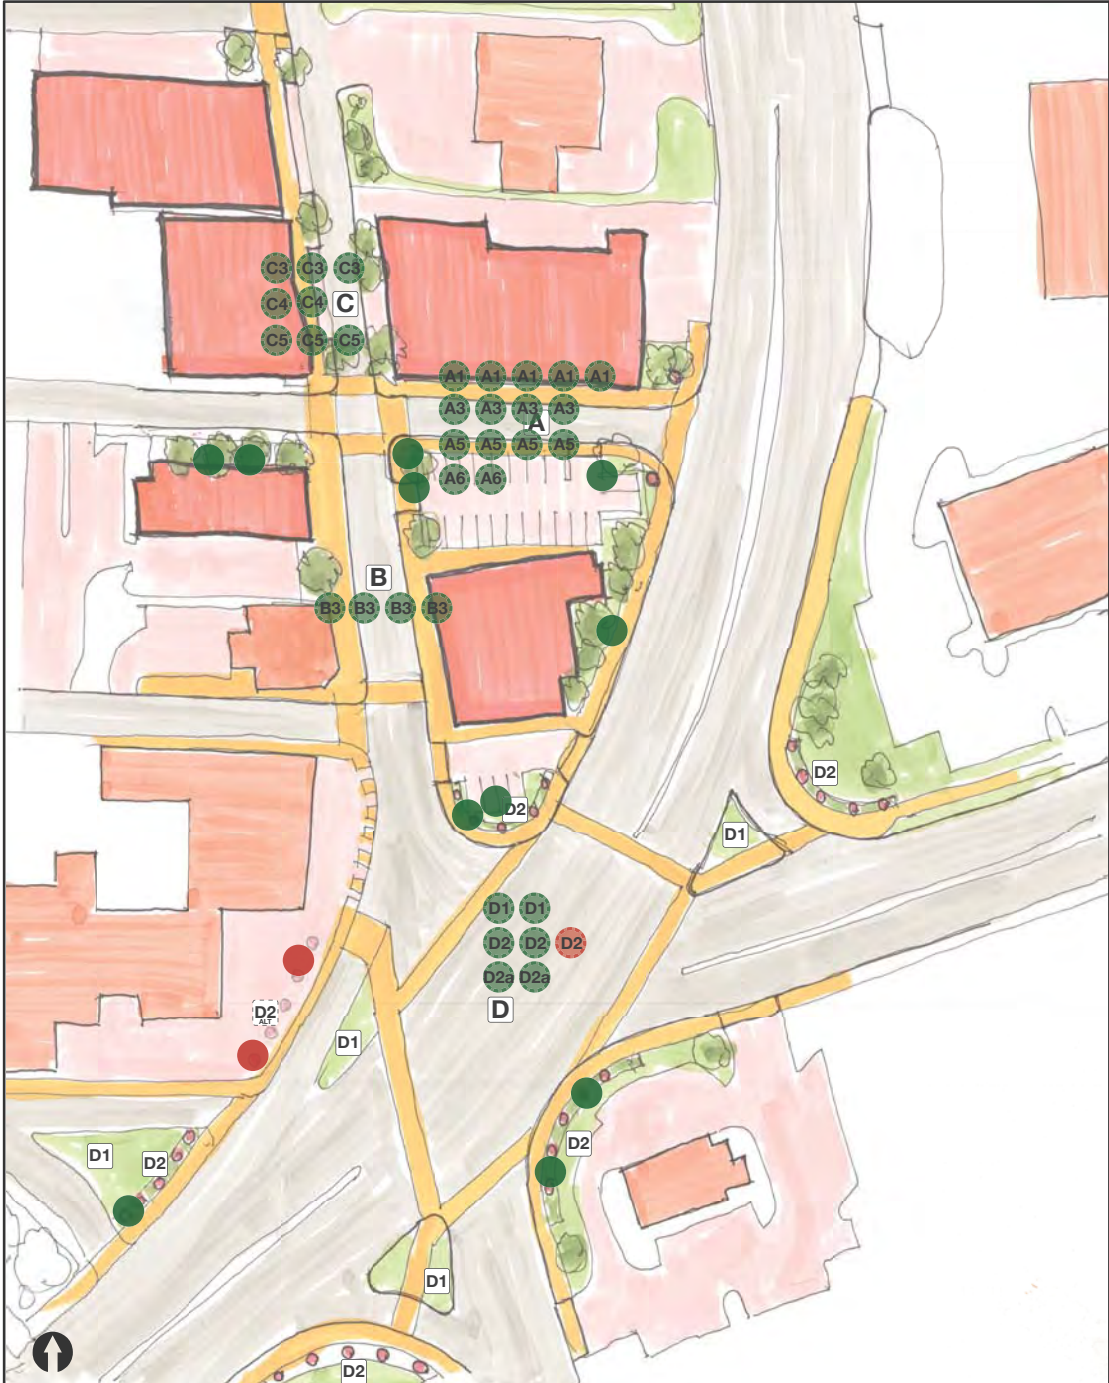 C3 C3 C3
C4 C4 C
C5 C5 C5
A1 A1 A1 A1 A1
A3 A3 A3 A3
A
A5 A5 A5 A5
A6 A6
B
B3 B3 B3 B3
D2
D2
D1
D1 D1
D2 D2 D2
D2a D2a
D
D2
ALT
D1
D1
D2
D2
D1
D2